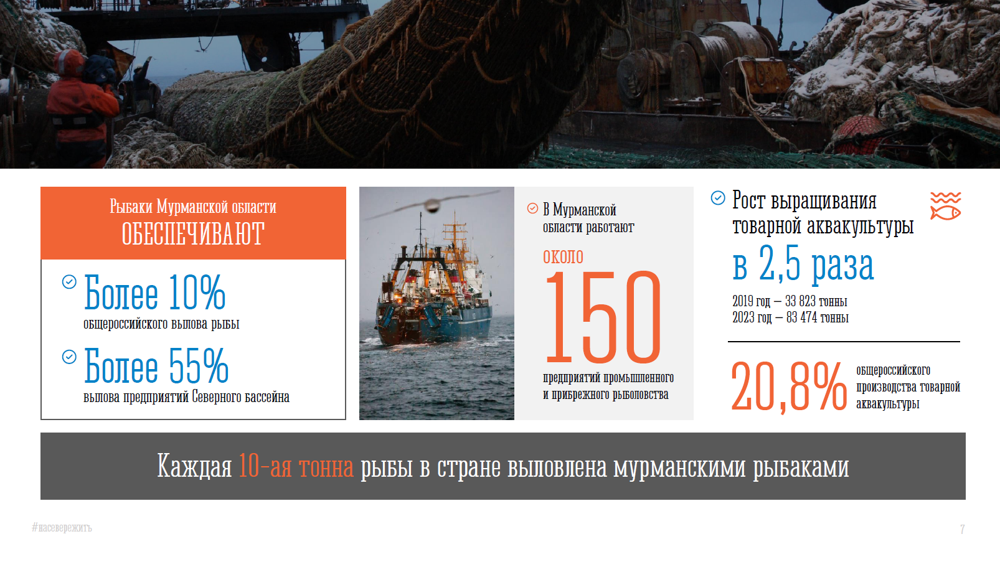 Рыбаки Мурманской области
ОБЕСПЕЧИВАЮТ
Более 10%
общероссийского вылова рыбы
Более 55%
вылова предприятий Северного бассейна
В Мурманской
области работают
около
150
предприятий промышленного
и прибрежного рыболовства
Рост выращивания
товарной аквакультуры
в 2,5 раза
2019 год – 33 823 тонны
2023 год – 83 474 тонны
20,8%
общероссийского
производства товарной
аквакультуры
Каждая 10-ая тонна рыбы в стране выловлена мурманскими рыбаками
#насевережить
7